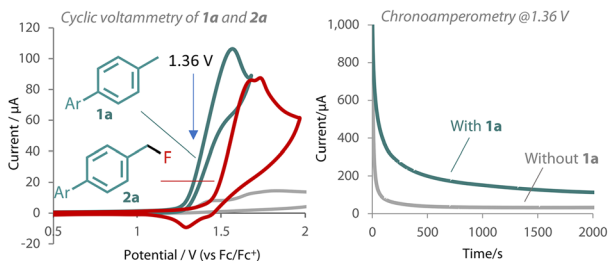 Cyclic voltammetry of 1a and 2a
Current / µA
120
100
80
60
40
20
0
-20
0.5
1
1.5
2
Potential / V (vs Fc/Fc⁺)
1.36 V
Ar
1a
F
Ar
2a
Chronoamperometry @1.36 V
Current/µA
1,000
800
600
400
200
0
0
500
1000
1500
2000
Time/s
With 1a
Without 1a